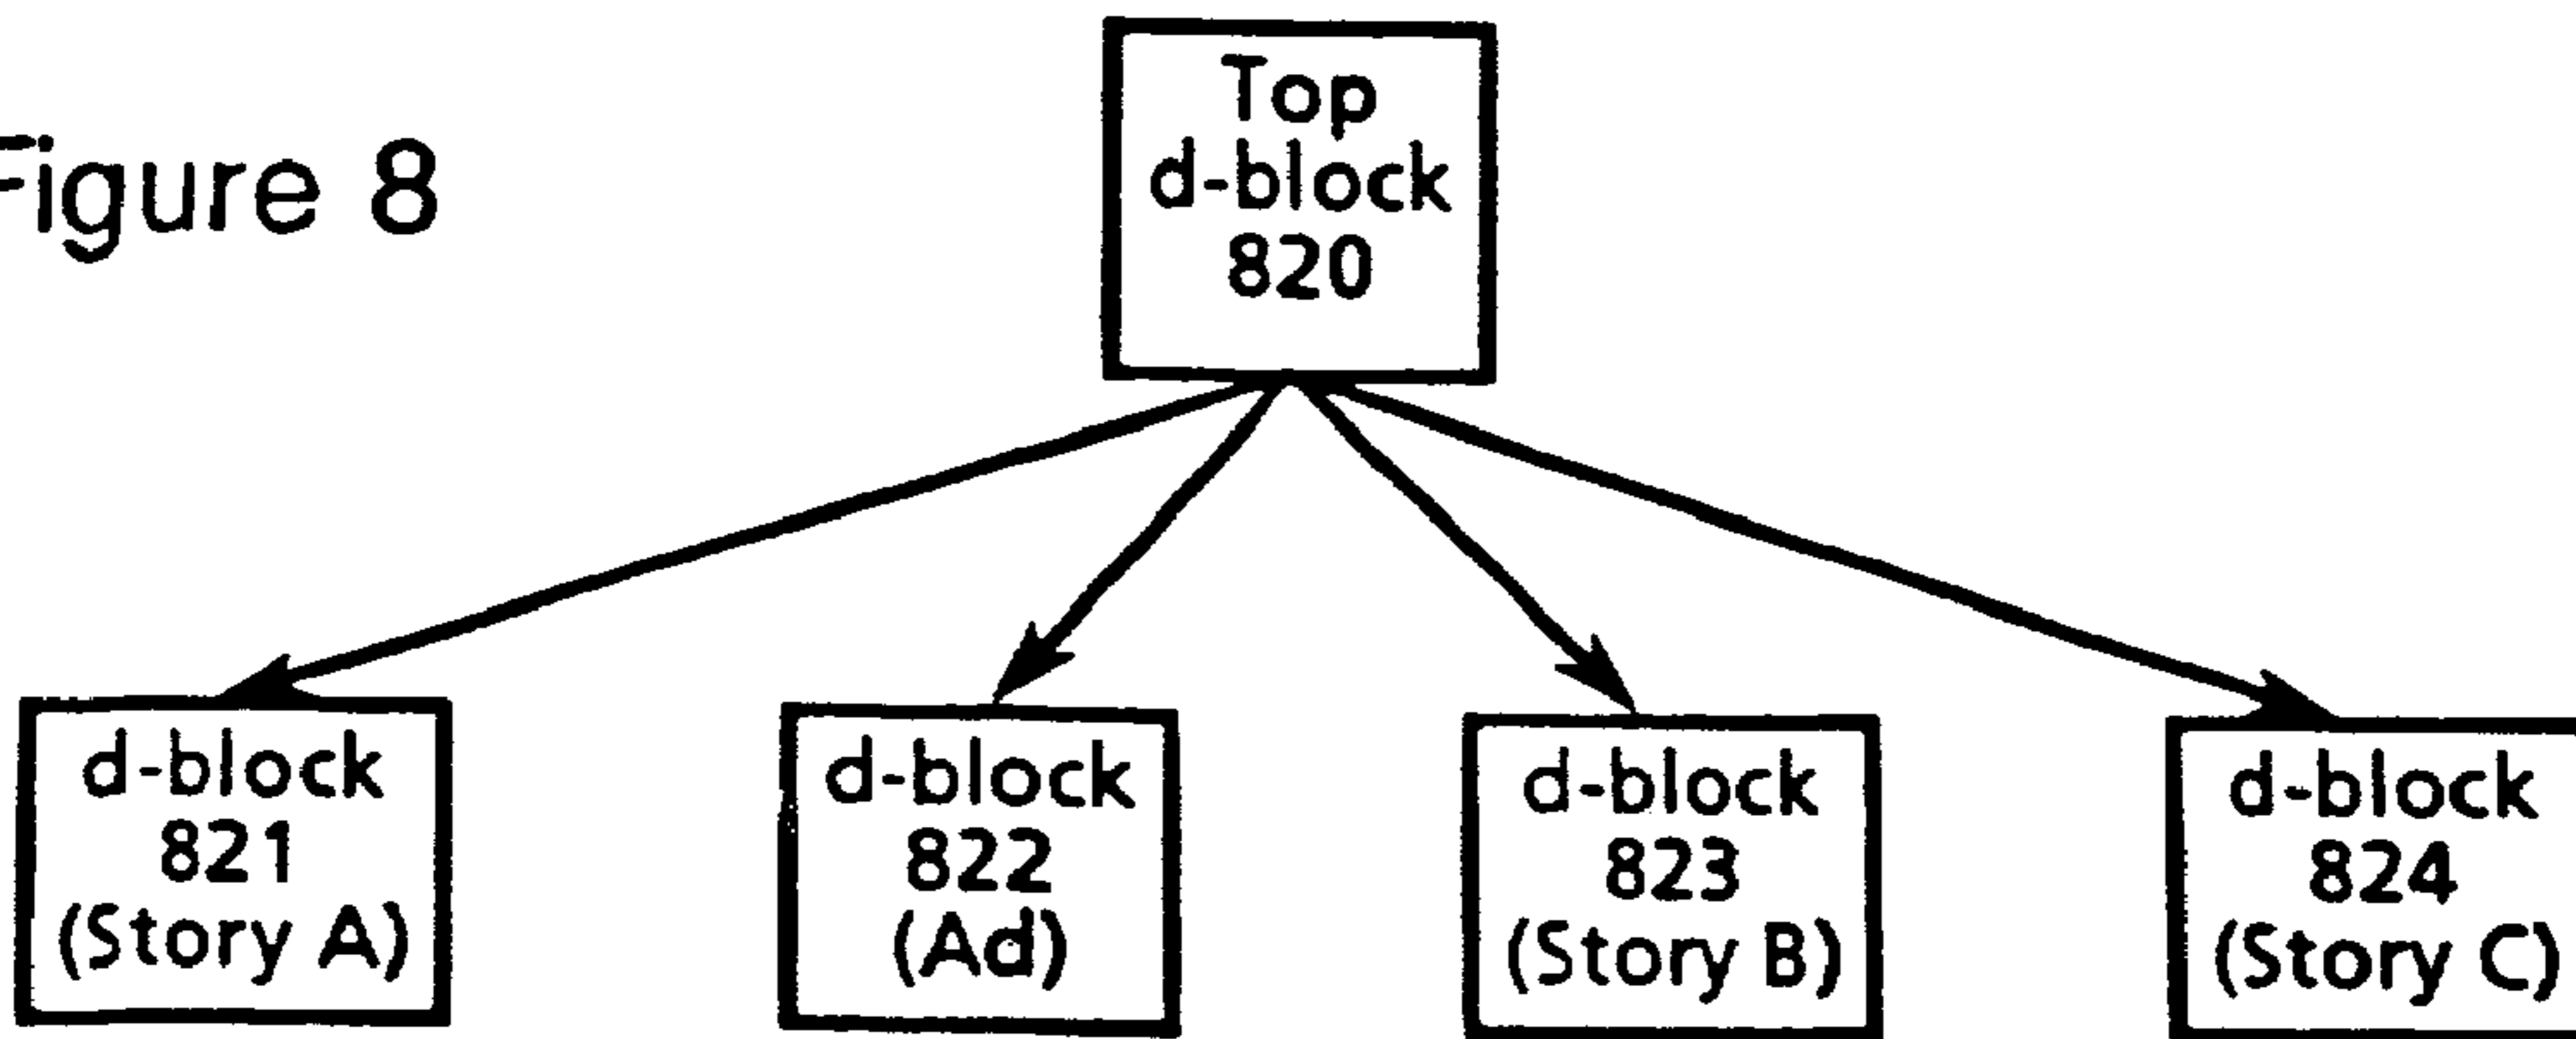 Figure 8
Top
d-block
820
d-block
821
(Story A)
d-block
822
(Ad)
d-block
823
(Story B)
d-block
824
(Story C)